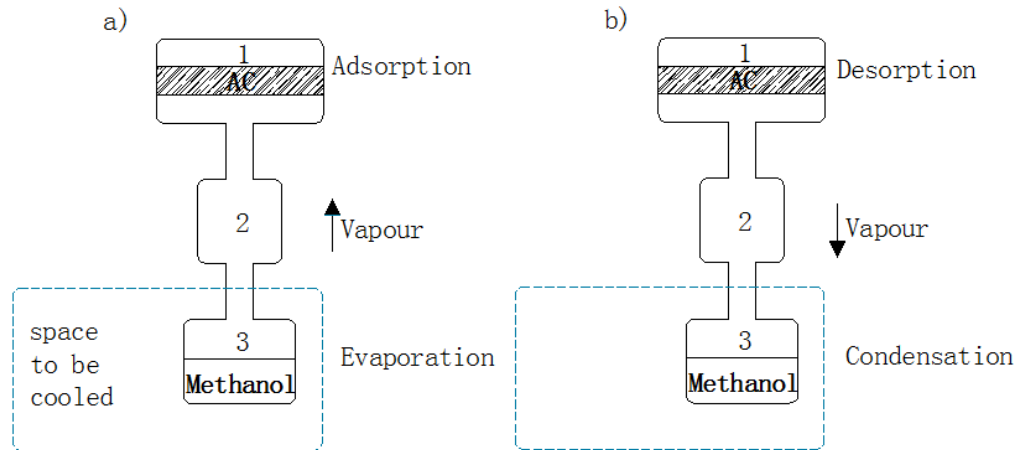 a)
1
AC
Adsorption
2
Vapour
space
to be
cooled
3
Methanol
Evaporation
b)
1
AC
Desorption
2
Vapour
3
Methanol
Condensation